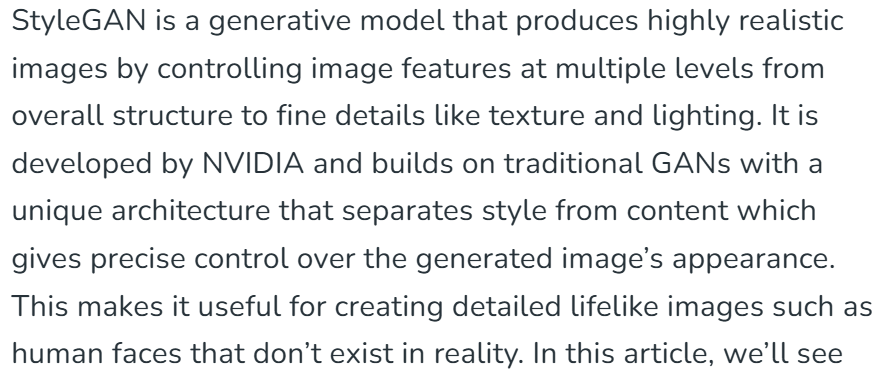 StyleGAN is a generative model that produces highly realistic
images by controlling image features at multiple levels from
overall structure to fine details like texture and lighting. It is
developed by NVIDIA and builds on traditional GANs with a
unique architecture that separates style from content which
gives precise control over the generated image’s appearance.
This makes it useful for creating detailed lifelike images such as
human faces that don’t exist in reality. In this article, we’ll see